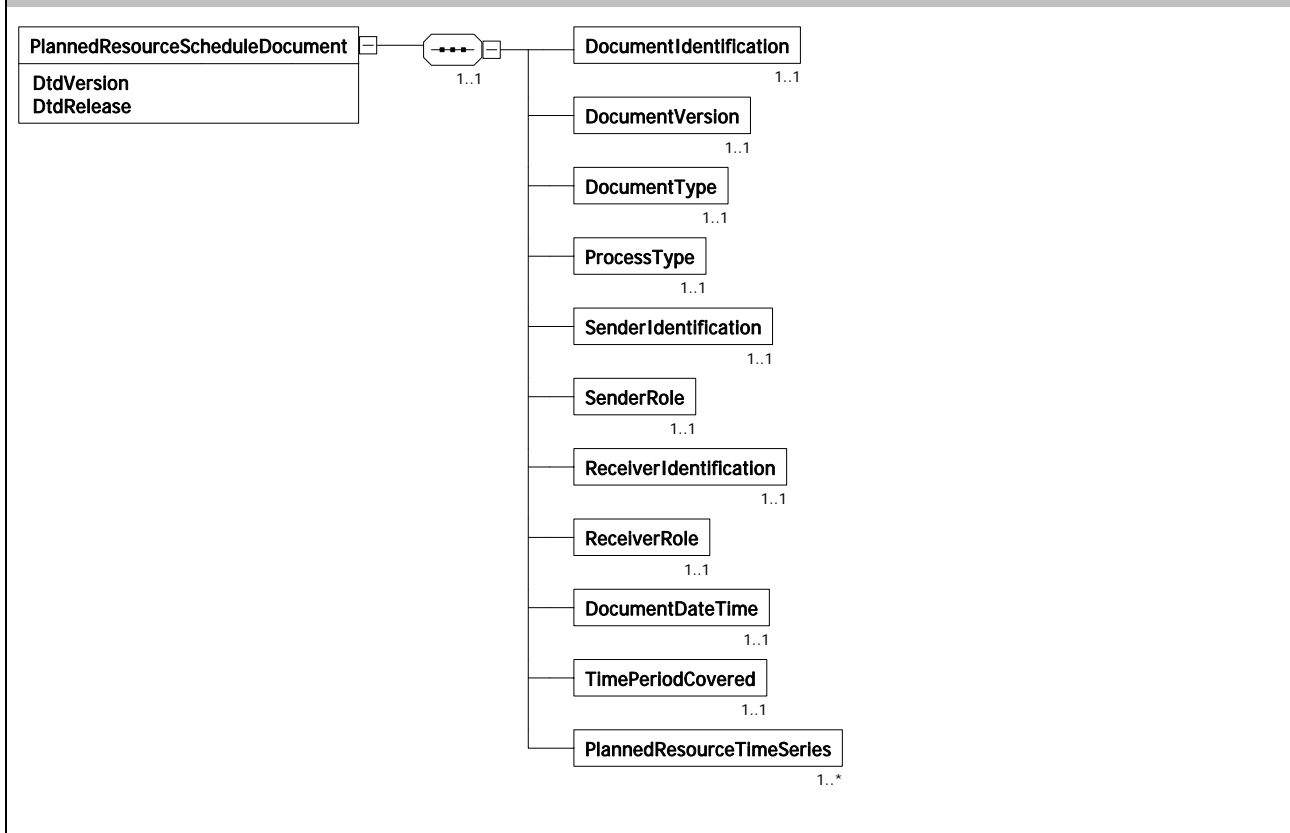 PlannedResourceScheduleDocument
DtdVersion
DtdRelease
1..1
DocumentIdentification
1..1
DocumentVersion
1..1
DocumentType
1..1
ProcessType
1..1
SenderIdentification
1..1
SenderRole
1..1
ReceiverIdentification
1..1
ReceiverRole
1..1
DocumentDateTime
1..1
TimePeriodCovered
1..1
PlannedResourceTimeSeries
1..*